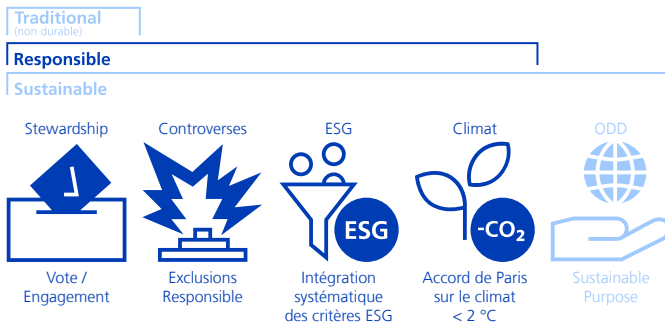 Traditional
(non durable)
Responsible
Sustainable
Stewardship
Controverses
ESG
Climat
ODD
ESG
-CO₂
Vote /
Engagement
Exclusions
Responsible
Intégration
systématique
des critères ESG
Accord de Paris
sur le climat
< 2 °C
Sustainable
Purpose